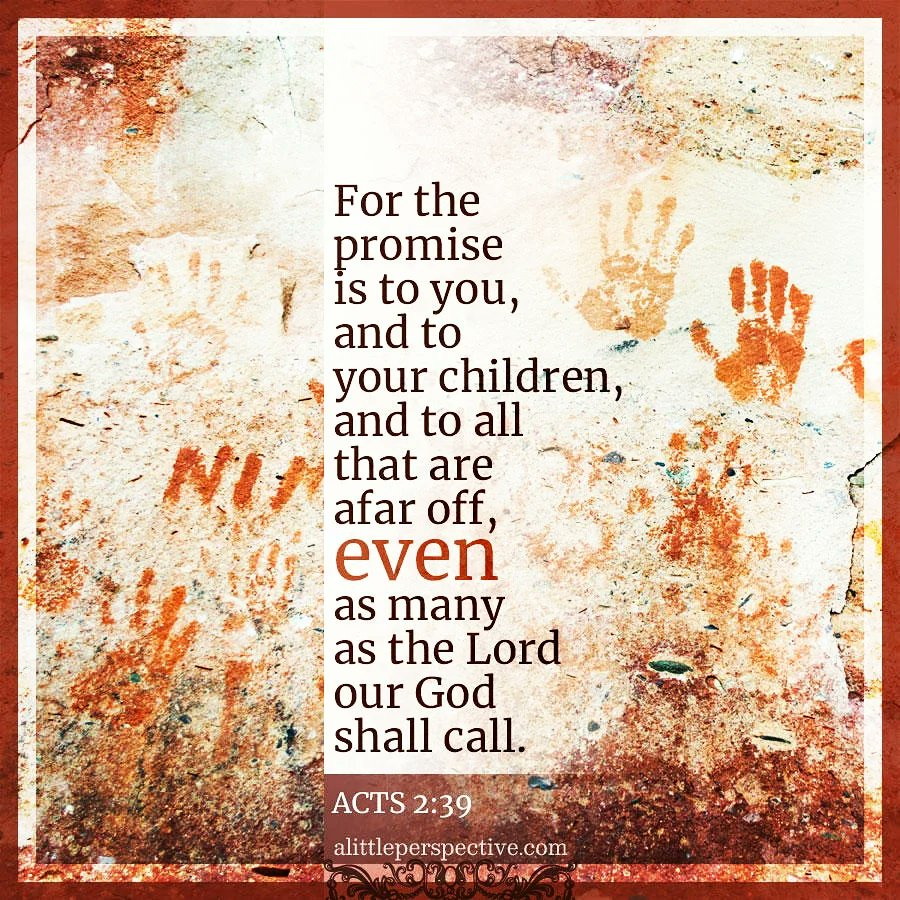 For the
promise
is to you,
and to
your children,
and to all
that are
afar off,
even
as many
as the Lord
our God
shall call.
ACTS 2:39
alittleperspective.com